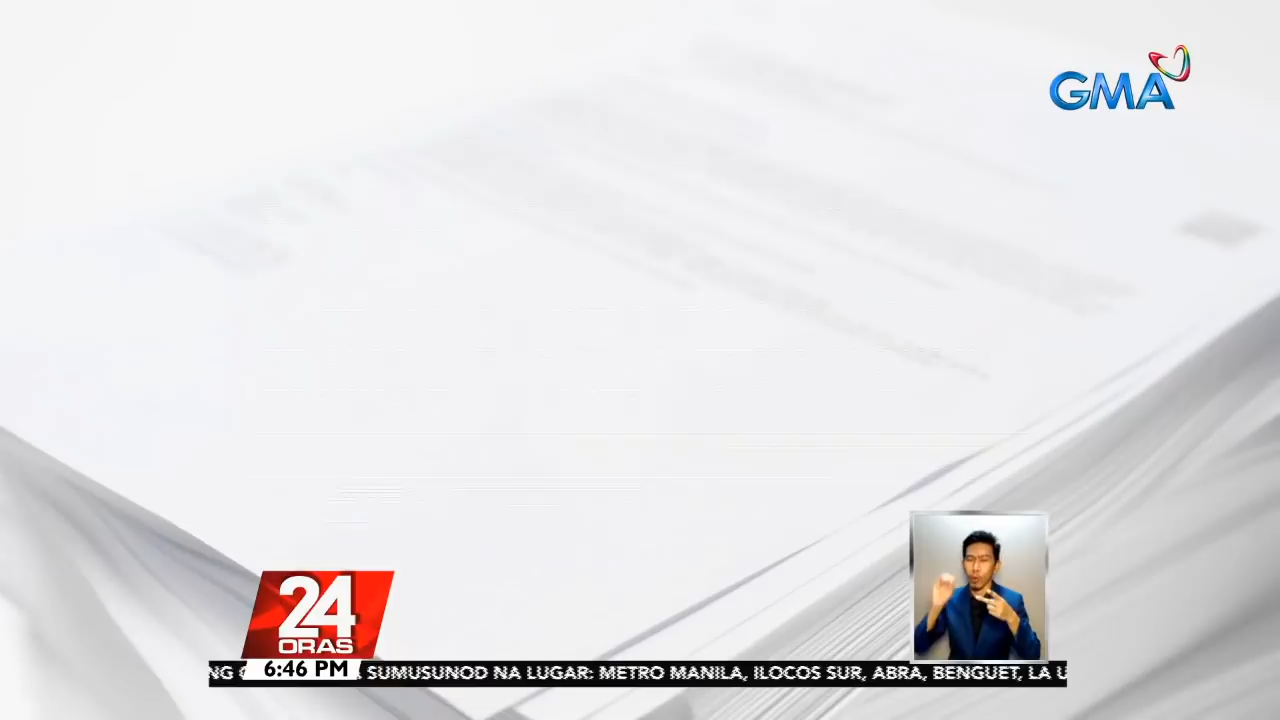 GMA
24
ORAS
6:46 PM
SUMUSUNOD NA LUGAR: METRO MANILA, ILOCOS SUR, ABRA, BENGUET, LA U